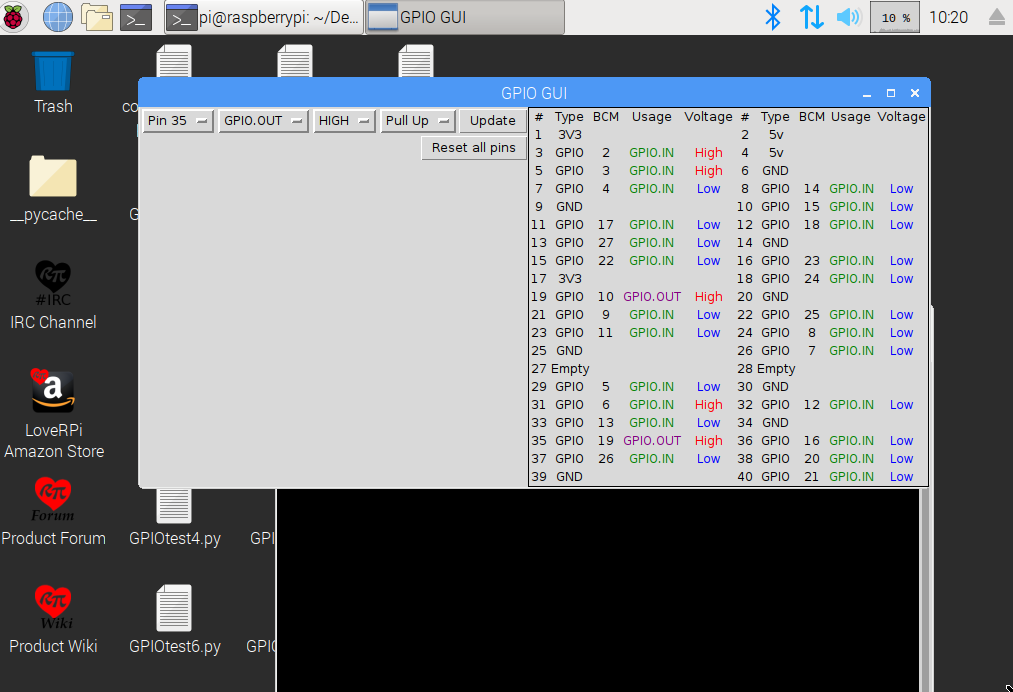 pi@raspberrypi: ~/De...
GPIO GUI
10 %
10:20
Trash
co
__pycache__
G
#IRC
IRC Channel
a
LoveRPi
Amazon Store
Rπ
Forum
Product Forum
GPIOtest4.py
GPI
Rπ
Wiki
Product Wiki
GPIOtest6.py
GPIO
GPIO GUI
Pin 35 GPIO.OUT HIGH Pull Up Update
Reset all pins
# Type BCM Usage Voltage # Type BCM Usage Voltage
1 3V3 2 5v
3 GPIO 2 GPIO.IN High 4 5v
5 GPIO 3 GPIO.IN High 6 GND
7 GPIO 4 GPIO.IN Low 8 GPIO 14 GPIO.IN Low
9 GND 10 GPIO 15 GPIO.IN Low
11 GPIO 17 GPIO.IN Low 12 GPIO 18 GPIO.IN Low
13 GPIO 27 GPIO.IN Low 14 GND
15 GPIO 22 GPIO.IN Low 16 GPIO 23 GPIO.IN Low
17 3V3 18 GPIO 24 GPIO.IN Low
19 GPIO 10 GPIO.OUT High 20 GND
21 GPIO 9 GPIO.IN Low 22 GPIO 25 GPIO.IN Low
23 GPIO 11 GPIO.IN Low 24 GPIO 8 GPIO.IN Low
25 GND 26 GPIO 7 GPIO.IN Low
27 Empty 28 Empty
29 GPIO 5 GPIO.IN Low 30 GND
31 GPIO 6 GPIO.IN High 32 GPIO 12 GPIO.IN Low
33 GPIO 13 GPIO.IN Low 34 GND
35 GPIO 19 GPIO.OUT High 36 GPIO 16 GPIO.IN Low
37 GPIO 26 GPIO.IN Low 38 GPIO 20 GPIO.IN Low
39 GND 40 GPIO 21 GPIO.IN Low